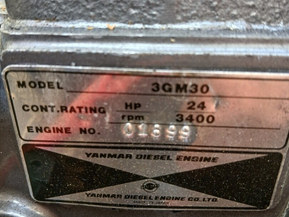 MODEL 3GM30
CONT.RATING HP 24
rpm 3400
ENGINE NO. 01899
YANMAR DIESEL ENGINE
YANMAR DIESEL ENGINE CO.LTD.